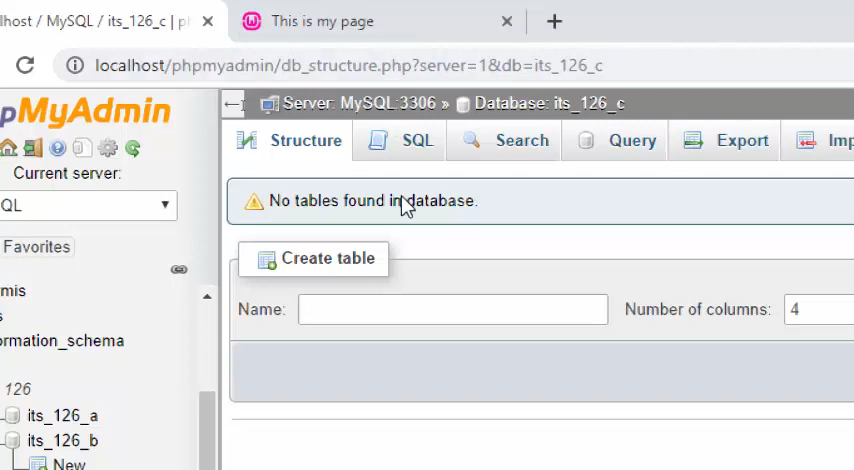 lhost / MySQL / its_126_c | p
This is my page
localhost/phpmyadmin/db_structure.php?server=1&db=its_126_c
pMyAdmin
Server: MySQL:3306 » Database: its_126_c
Structure
SQL
Search
Query
Export
Imp
Current server:
QL
No tables found in database.
Favorites
Create table
Name:
Number of columns:
4
mis
s
ormation_schema
126
its_126_a
its_126_b
New